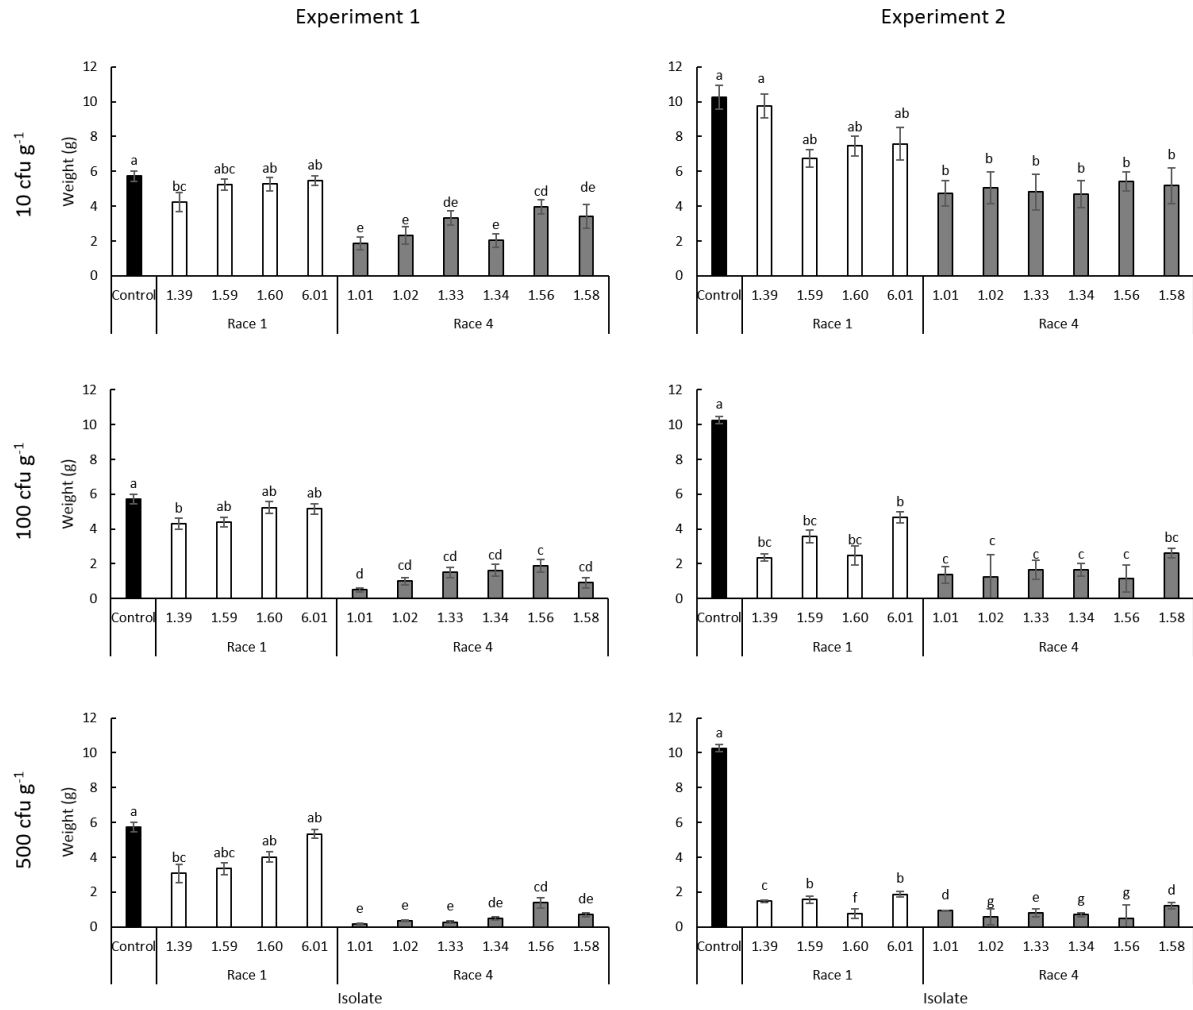 Experiment 1
Experiment 2
10 cfu g-1
Weight (g)
12
10
8
6
4
2
0
a
bc
abc
ab
ab
e
e
de
e
cd
de
Control 1.39 1.59 1.60 6.01 1.01 1.02 1.33 1.34 1.56 1.58
Race 1 Race 4
Weight (g)
12
10
8
6
4
2
0
a
a
ab
ab
ab
b
b
b
b
b
b
Control 1.39 1.59 1.60 6.01 1.01 1.02 1.33 1.34 1.56 1.58
Race 1 Race 4
100 cfu g-1
Weight (g)
12
10
8
6
4
2
0
a
b
ab
ab
ab
d
cd
cd
cd
c
cd
Control 1.39 1.59 1.60 6.01 1.01 1.02 1.33 1.34 1.56 1.58
Race 1 Race 4
Weight (g)
12
10
8
6
4
2
0
a
bc
bc
bc
b
c
c
c
c
c
bc
Control 1.39 1.59 1.60 6.01 1.01 1.02 1.33 1.34 1.56 1.58
Race 1 Race 4
500 cfu g-1
Weight (g)
12
10
8
6
4
2
0
a
bc
abc
ab
ab
e
e
e
de
cd
de
Control 1.39 1.59 1.60 6.01 1.01 1.02 1.33 1.34 1.56 1.58
Race 1 Race 4
Isolate
Weight (g)
12
10
8
6
4
2
0
a
c
b
f
b
d
g
e
g
g
d
Control 1.39 1.59 1.60 6.01 1.01 1.02 1.33 1.34 1.56 1.58
Race 1 Race 4
Isolate